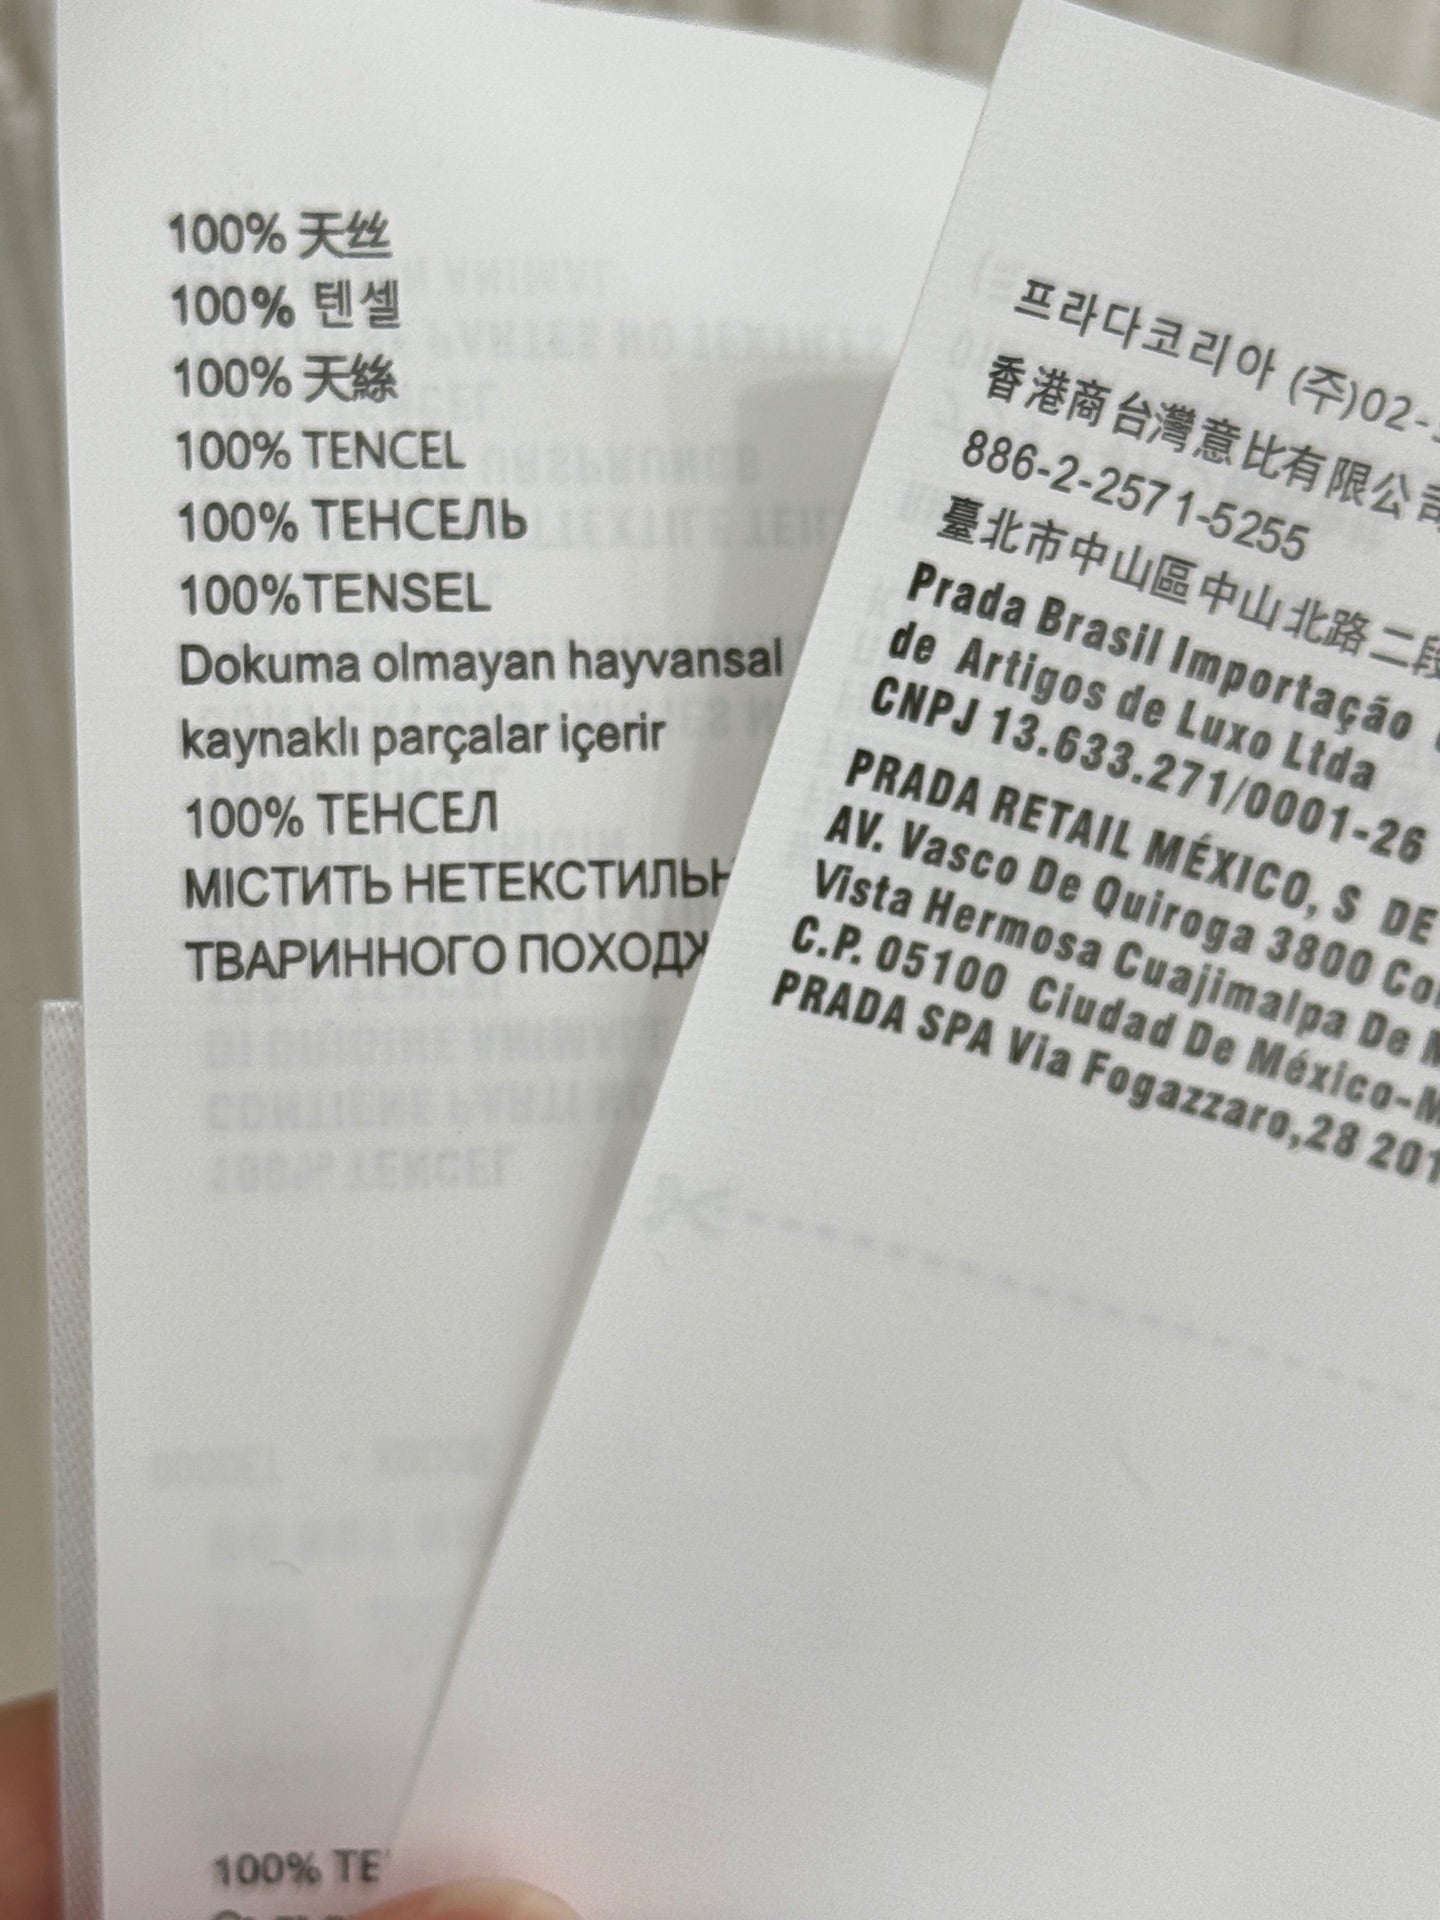 100% 天丝
100% 텐셀
100% 天絲
100% TENCEL
100% ТЕНСЕЛЬ
100%TENSEL
Dokuma olmayan hayvansal
kaynaklı parçalar içerir
100% ТЕНСЕЛ
МІСТИТЬ НЕТЕКСТИЛЬН
ТВАРИННОГО ПОХОДЖ
100% TE
프라다코리아 (주)02-
香港商台灣意比有限公司
886-2-2571-5255
臺北市中山區中山北路二段
Prada Brasil Importação
de Artigos de Luxo Ltda
CNPJ 13.633.271/0001-26
PRADA RETAIL MÉXICO, S DE
AV. Vasco De Quiroga 3800 Co
Vista Hermosa Cuajimalpa De M
C.P. 05100 Ciudad De México-M
PRADA SPA Via Fogazzaro,28 201